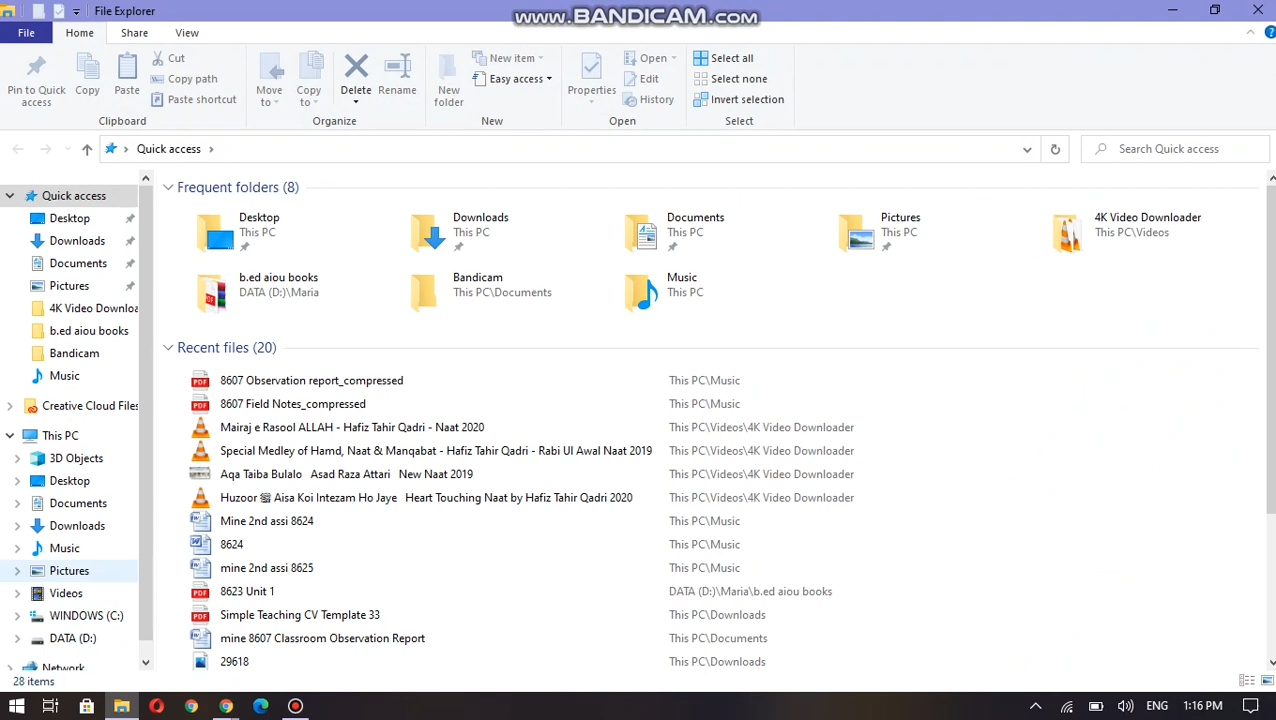 File Explorer
www.BANDICAM.com
File Home Share View
Pin to Quick access
Copy
Paste
Cut
Copy path
Paste shortcut
Move to
Copy to
Delete
Rename
New folder
New item
Easy access
Properties
Open
Edit
History
Select all
Select none
Invert selection
Clipboard Organize New Open Select
Quick access
Search Quick access
Quick access
Desktop
Downloads
Documents
Pictures
4K Video Downloa
b.ed aiou books
Bandicam
Music
Creative Cloud Files
This PC
3D Objects
Desktop
Documents
Downloads
Music
Pictures
Videos
WINDOWS (C:)
DATA (D:)
Network
Frequent folders (8)
Desktop
This PC
Downloads
This PC
Documents
This PC
Pictures
This PC
4K Video Downloader
This PC\Videos
b.ed aiou books
DATA (D:)\Maria
Bandicam
This PC\Documents
Music
This PC
Recent files (20)
8607 Observation report_compressed This PC\Music
8607 Field Notes_compressed This PC\Music
Mairaj e Rasool ALLAH - Hafiz Tahir Qadri - Naat 2020 This PC\Videos\4K Video Downloader
Special Medley of Hamd, Naat & Manqabat - Hafiz Tahir Qadri - Rabi Ul Awal Naat 2019 This PC\Videos\4K Video Downloader
Aqa Taiba Bulalo Asad Raza Attari New Naat 2019 This PC\Videos\4K Video Downloader
Huzoor ﷺ Aisa Koi Intezam Ho Jaye Heart Touching Naat by Hafiz Tahir Qadri 2020 This PC\Videos\4K Video Downloader
Mine 2nd assi 8624 This PC\Music
8624 This PC\Music
mine 2nd assi 8625 This PC\Music
8623 Unit 1 DATA (D:)\Maria\b.ed aiou books
Simple Teaching CV Template 33 This PC\Downloads
mine 8607 Classroom Observation Report This PC\Documents
29618 This PC\Downloads
28 items
ENG 1:16 PM